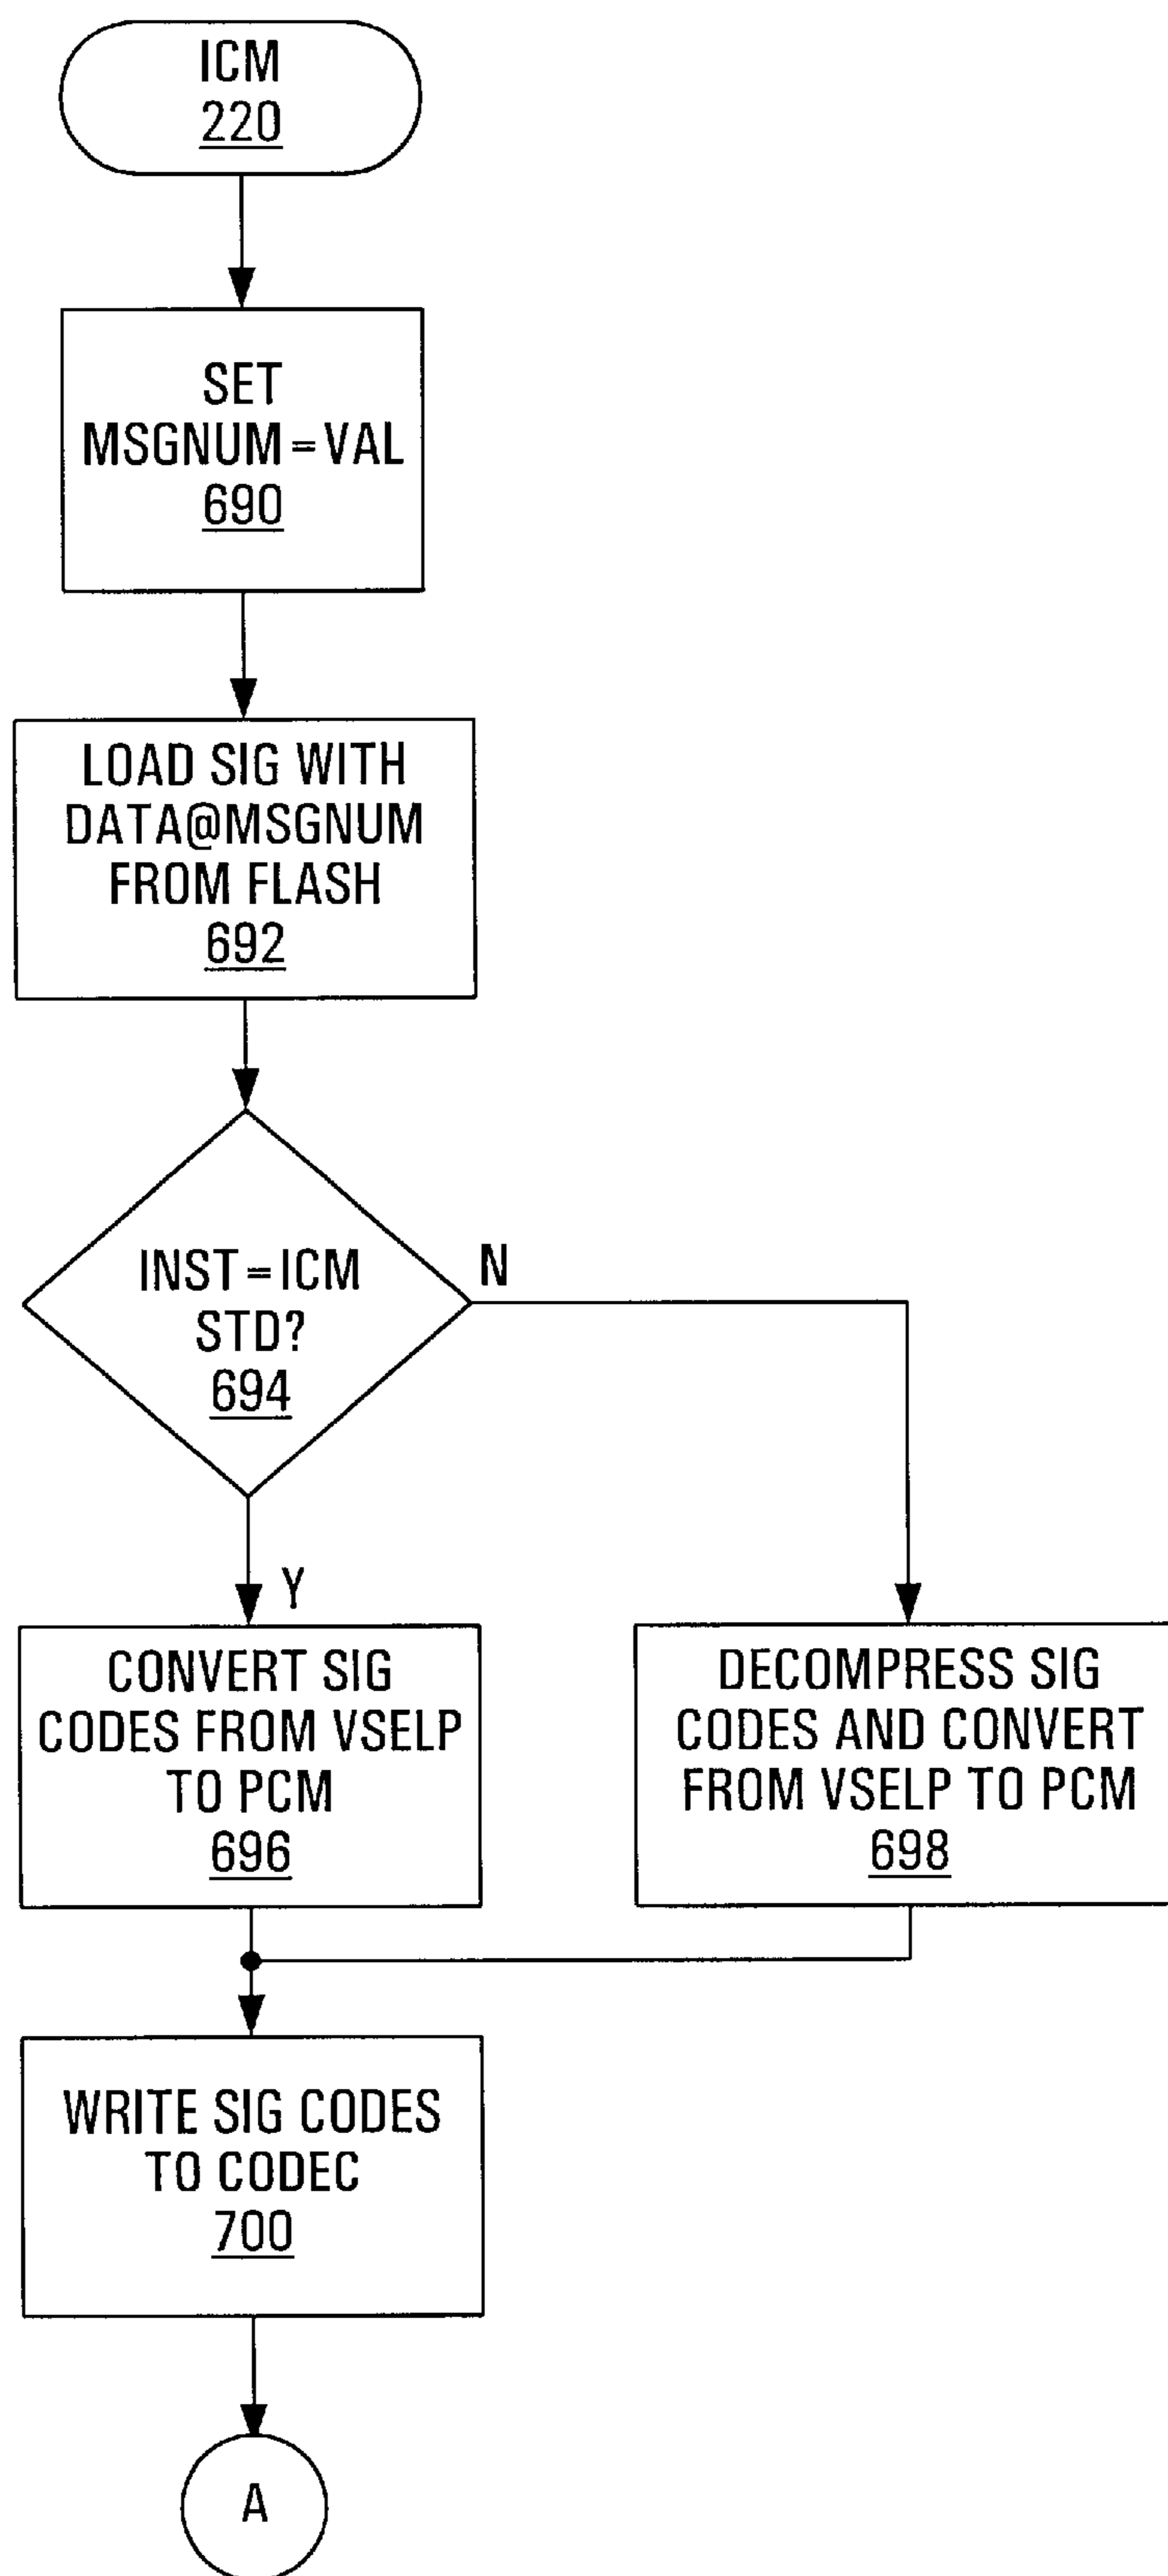 ICM
220
SET
MSGNUM=VAL
690
LOAD SIG WITH
DATA@MSGNUM
FROM FLASH
692
INST=ICM
STD?
694
N
Y
CONVERT SIG
CODES FROM VSELP
TO PCM
696
DECOMPRESS SIG
CODES AND CONVERT
FROM VSELP TO PCM
698
WRITE SIG CODES
TO CODEC
700
A